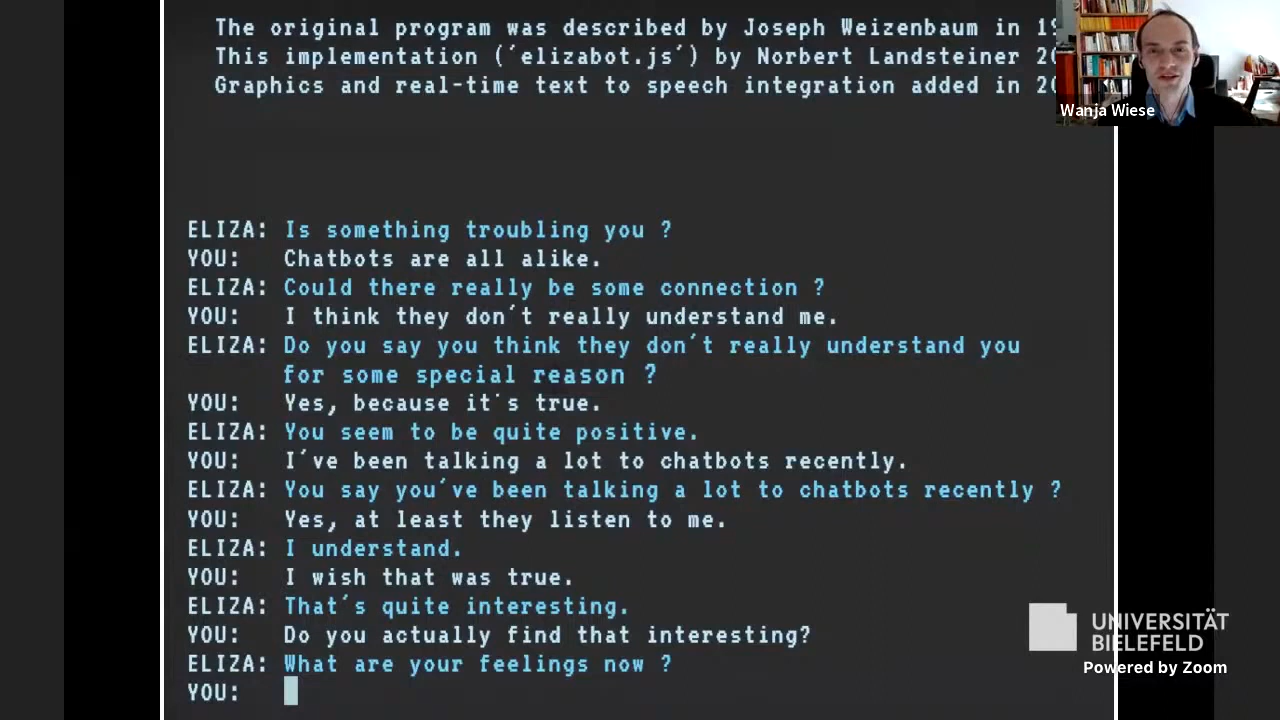 The original program was described by Joseph Weizenbaum in
This implementation (´elizabot.js´) by Norbert Landsteiner
Graphics and real-time text to speech integration added in
Wanja Wiese
ELIZA: Is something troubling you ?
YOU: Chatbots are all alike.
ELIZA: Could there really be some connection ?
YOU: I think they don´t really understand me.
ELIZA: Do you say you think they don´t really understand you
for some special reason ?
YOU: Yes, because it's true.
ELIZA: You seem to be quite positive.
YOU: I´ve been talking a lot to chatbots recently.
ELIZA: You say you´ve been talking a lot to chatbots recently ?
YOU: Yes, at least they listen to me.
ELIZA: I understand.
YOU: I wish that was true.
ELIZA: That´s quite interesting.
YOU: Do you actually find that interesting?
ELIZA: What are your feelings now ?
YOU:
UNIVERSITÄT
BIELEFELD
Powered by Zoom